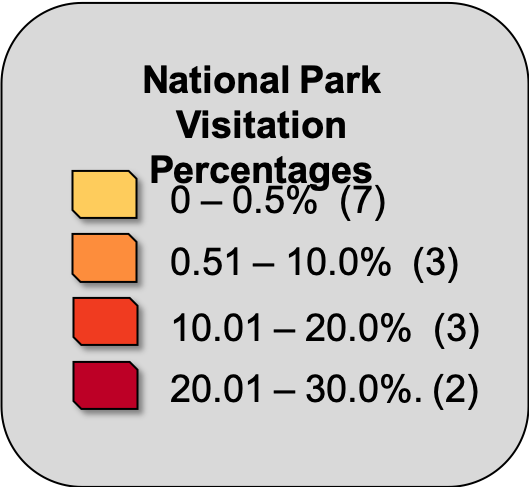 National Park
Visitation
Percentages
0 – 0.5% (7)
0.51 – 10.0% (3)
10.01 – 20.0% (3)
20.01 – 30.0%. (2)